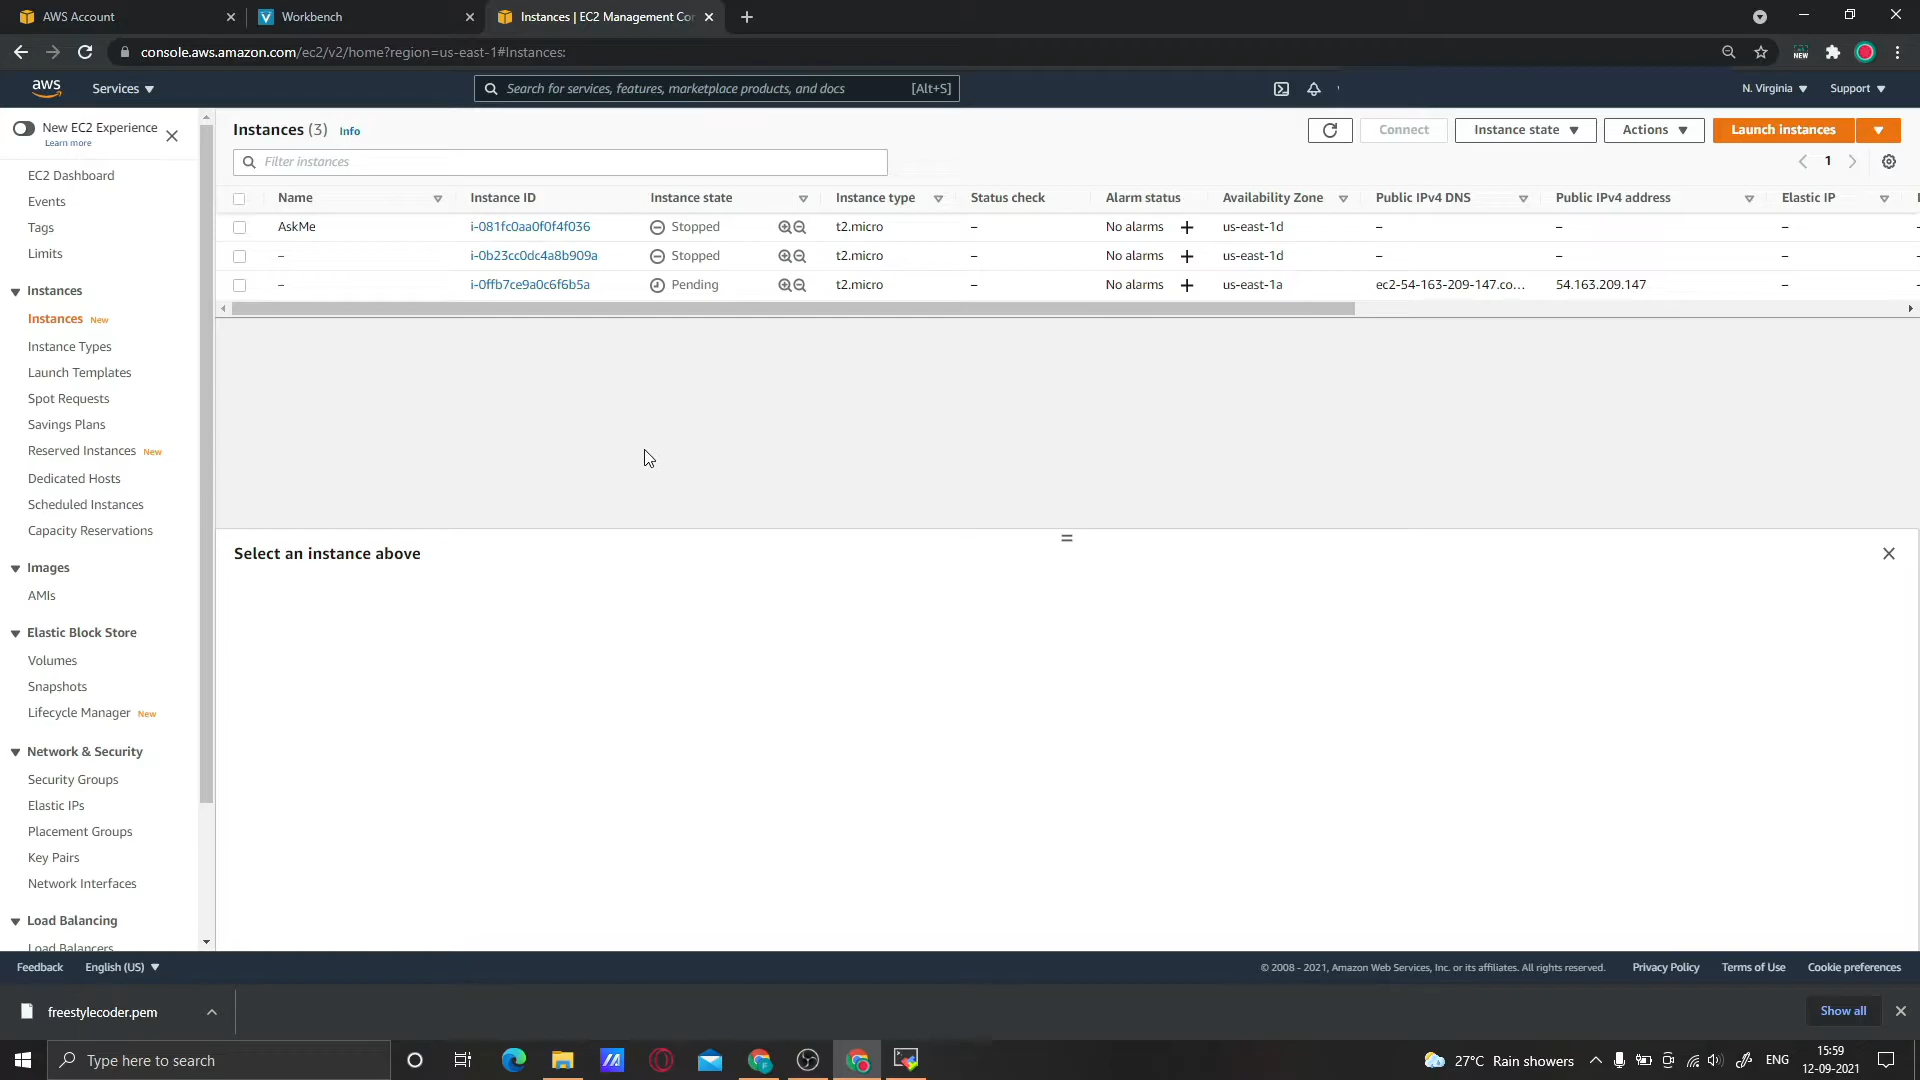 AWS Account
Workbench
Instances | EC2 Management Cor
console.aws.amazon.com/ec2/v2/home?region=us-east-1#Instances:
NEW
aws
Services
Search for services, features, marketplace products, and docs [Alt+S]
N. Virginia
Support
New EC2 Experience
Learn more
EC2 Dashboard
Events
Tags
Limits
Instances
Instances New
Instance Types
Launch Templates
Spot Requests
Savings Plans
Reserved Instances New
Dedicated Hosts
Scheduled Instances
Capacity Reservations
Images
AMIs
Elastic Block Store
Volumes
Snapshots
Lifecycle Manager New
Network & Security
Security Groups
Elastic IPs
Placement Groups
Key Pairs
Network Interfaces
Load Balancing
Load Balancers
Instances (3) Info
Connect
Instance state
Actions
Launch instances
Filter instances
1
Name Instance ID Instance state Instance type Status check Alarm status Availability Zone Public IPv4 DNS Public IPv4 address Elastic IP
AskMe i-081fc0aa0f0f4f036 Stopped t2.micro – No alarms + us-east-1d – – –
– i-0b23cc0dc4a8b909a Stopped t2.micro – No alarms + us-east-1d – – –
– i-0ffb7ce9a0c6f6b5a Pending t2.micro – No alarms + us-east-1a ec2-54-163-209-147.co... 54.163.209.147 –
Select an instance above
Feedback
English (US)
© 2008 - 2021, Amazon Web Services, Inc. or its affiliates. All rights reserved.
Privacy Policy
Terms of Use
Cookie preferences
freestylecoder.pem
Show all
Type here to search
27°C Rain showers
ENG
15:59
12-09-2021